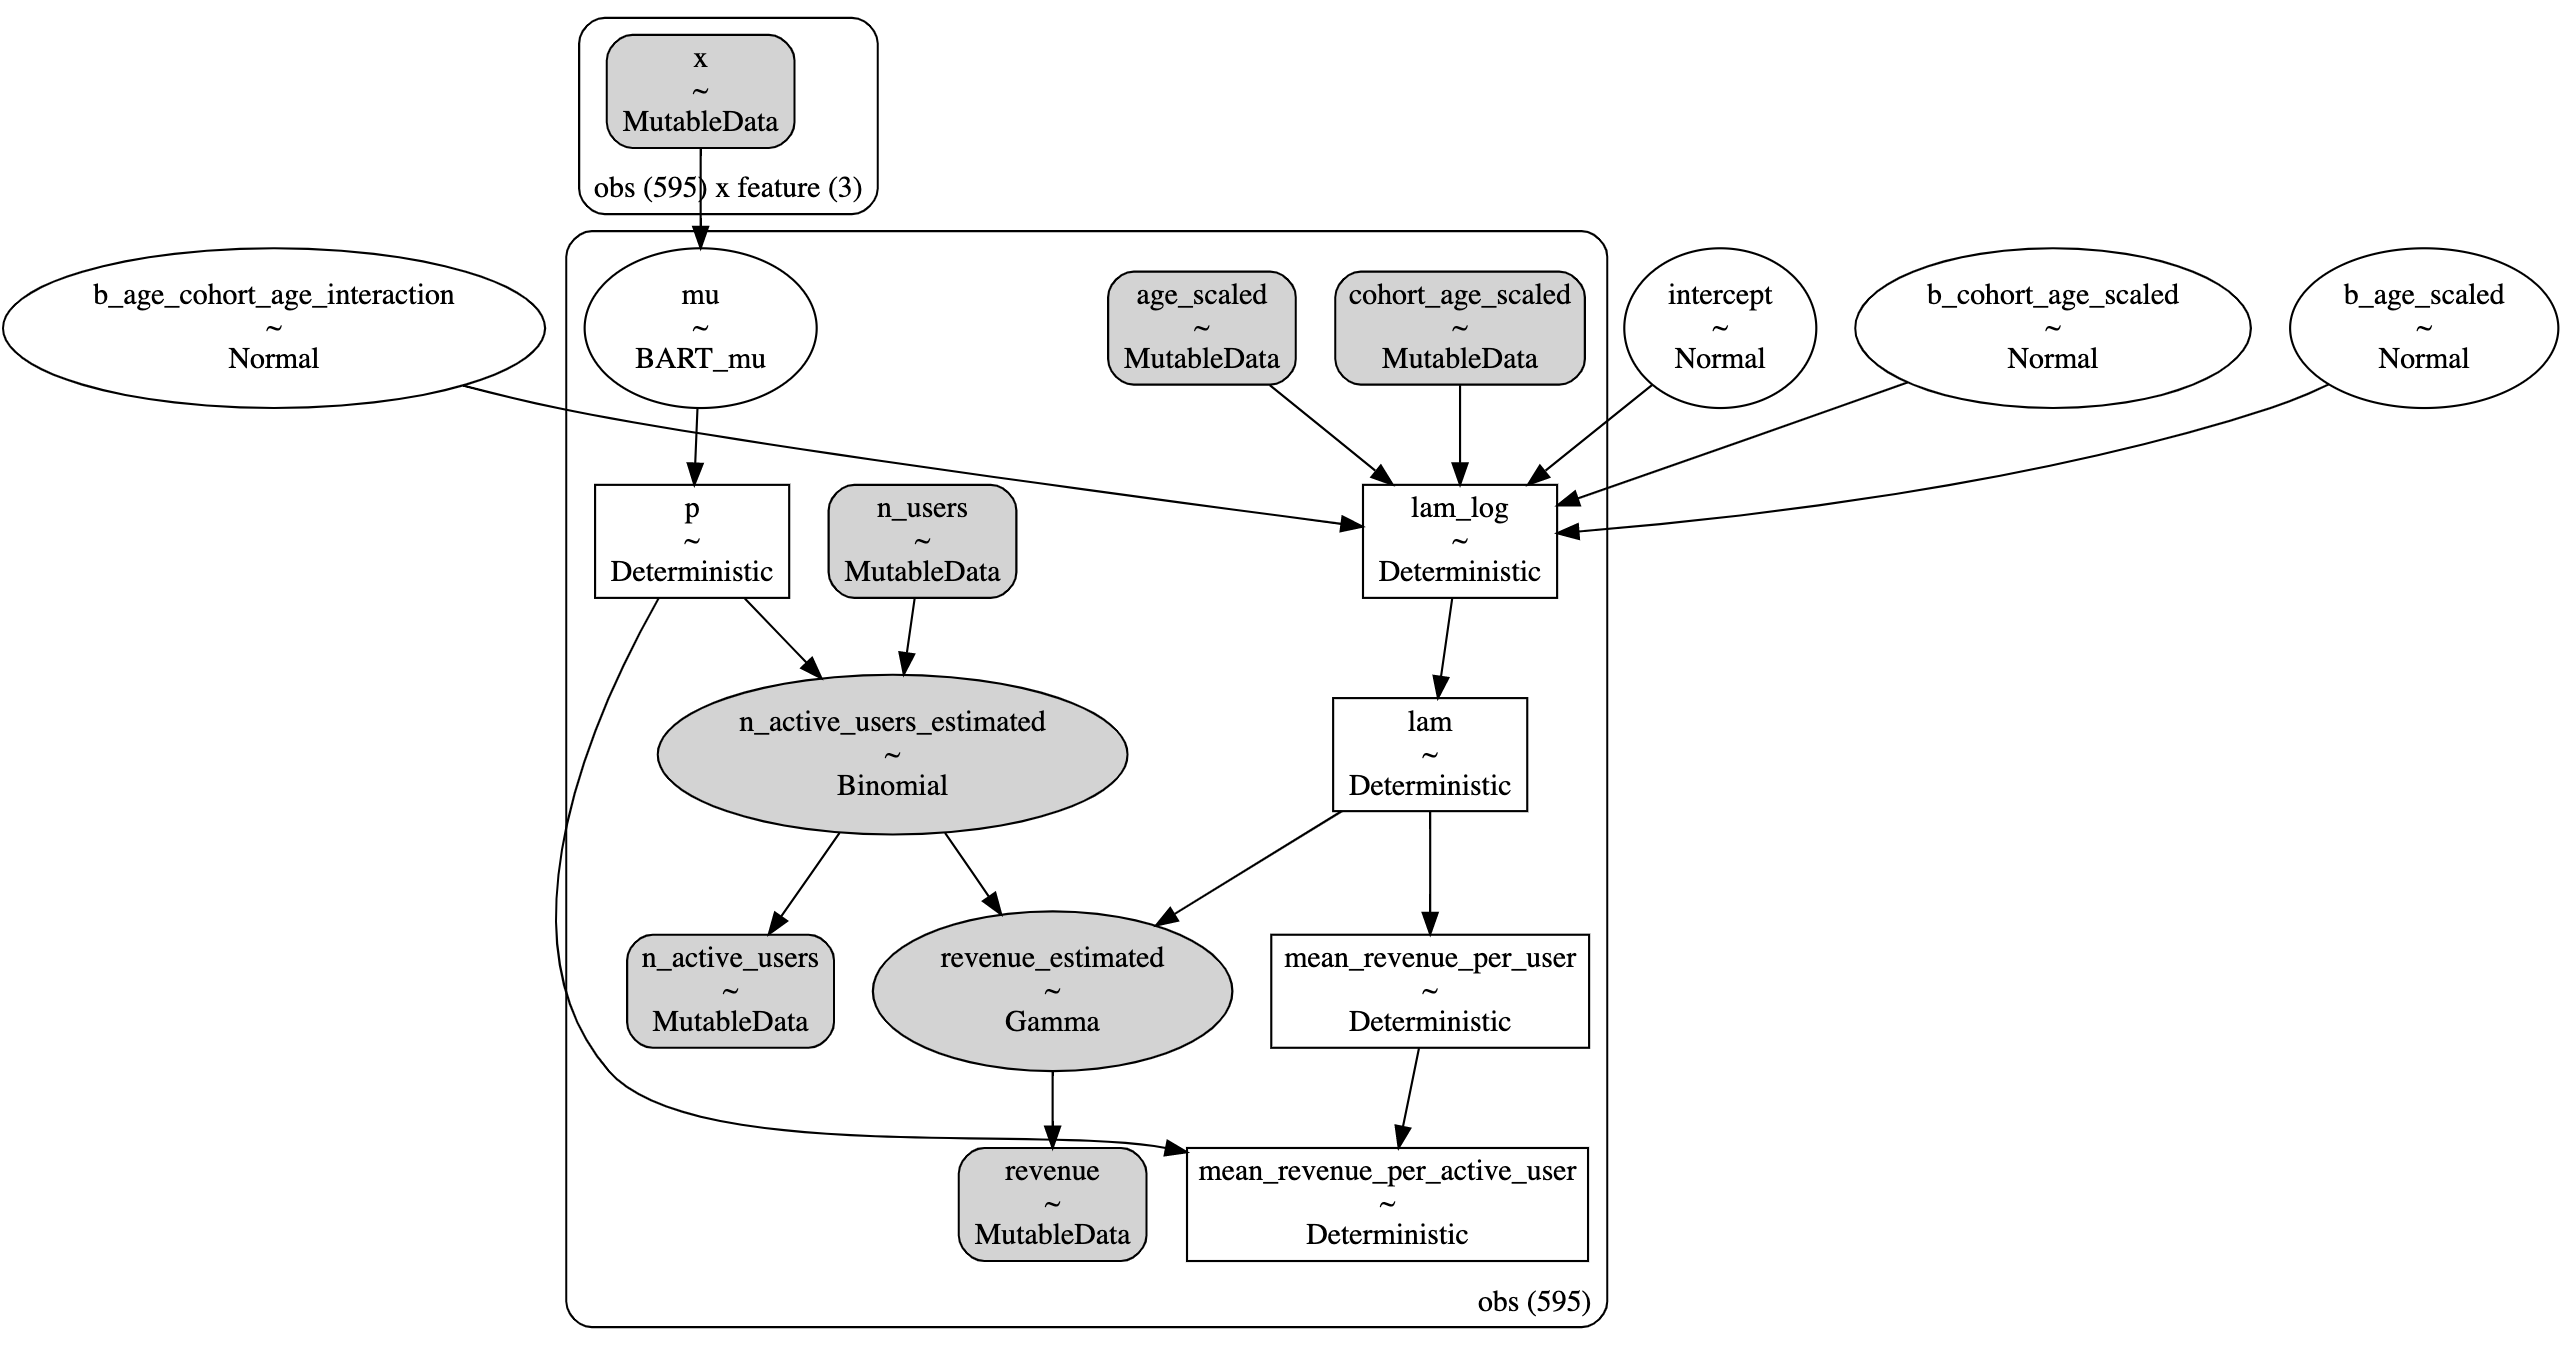 x
~
MutableData
obs (595) x feature (3)
b_age_cohort_age_interaction
~
Normal
mu
~
BART_mu
age_scaled
~
MutableData
cohort_age_scaled
~
MutableData
intercept
~
Normal
b_cohort_age_scaled
~
Normal
b_age_scaled
~
Normal
p
~
Deterministic
n_users
~
MutableData
lam_log
~
Deterministic
n_active_users_estimated
~
Binomial
lam
~
Deterministic
n_active_users
~
MutableData
revenue_estimated
~
Gamma
mean_revenue_per_user
~
Deterministic
revenue
~
MutableData
mean_revenue_per_active_user
~
Deterministic
obs (595)